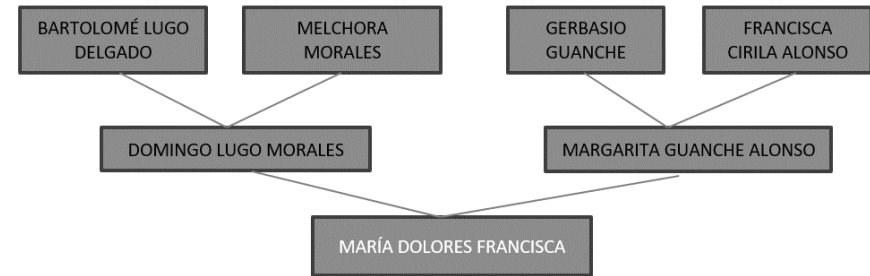 BARTOLOMÉ LUGO
DELGADO
MELCHORA
MORALES
GERBASIO
GUANCHE
FRANCISCA
CIRILA ALONSO
DOMINGO LUGO MORALES
MARGARITA GUANCHE ALONSO
MARÍA DOLORES FRANCISCA